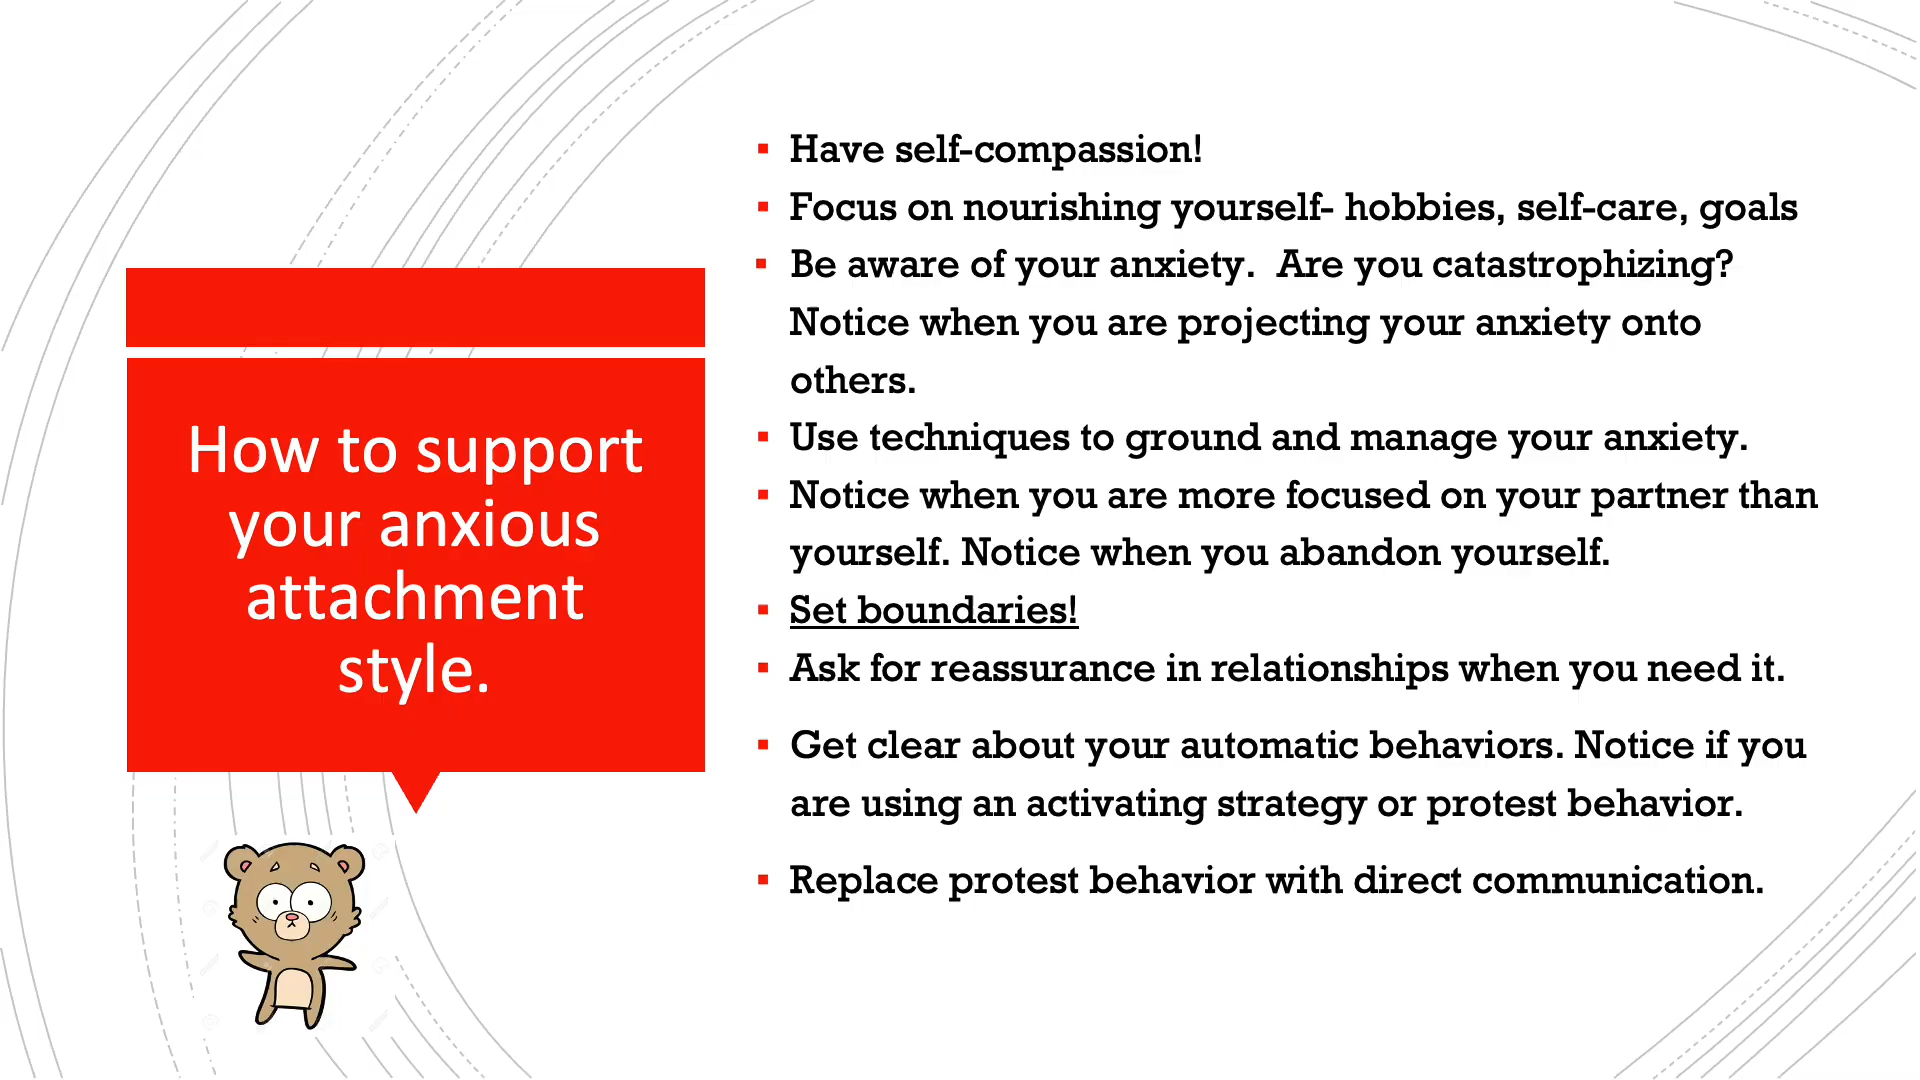 How to support
your anxious
attachment
style.
▪ Have self-compassion!
▪ Focus on nourishing yourself- hobbies, self-care, goals
▪ Be aware of your anxiety.  Are you catastrophizing?
Notice when you are projecting your anxiety onto
others.
▪ Use techniques to ground and manage your anxiety.
▪ Notice when you are more focused on your partner than
yourself. Notice when you abandon yourself.
▪ Set boundaries!
▪ Ask for reassurance in relationships when you need it.
▪ Get clear about your automatic behaviors. Notice if you
are using an activating strategy or protest behavior.
▪ Replace protest behavior with direct communication.